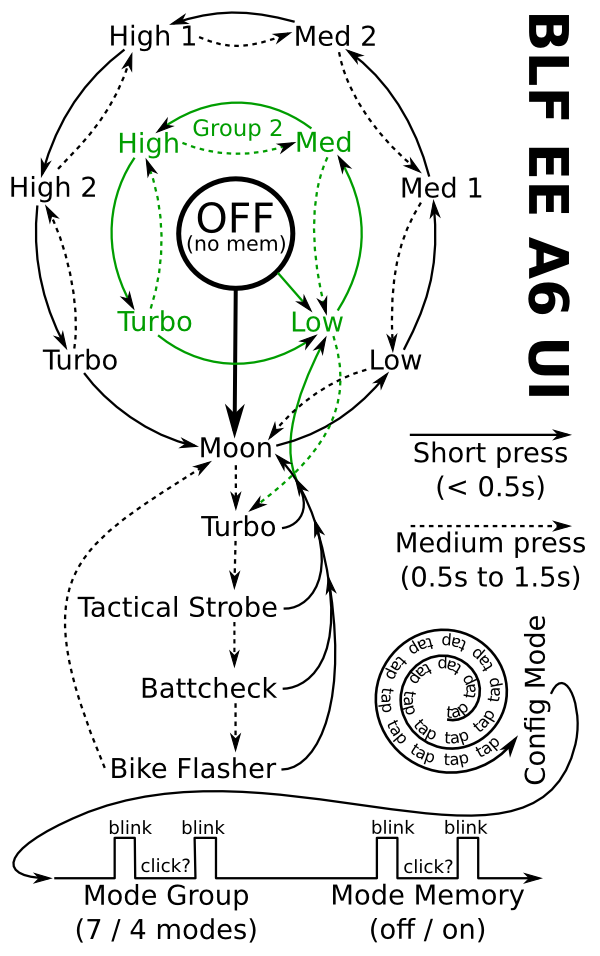 BLF EE A6 UI
High 1
Med 2
Group 2
High
Med
High 2
OFF
(no mem)
Med 1
Turbo
Low
Turbo
Low
Moon
Short press
(< 0.5s)
Turbo
Medium press
(0.5s to 1.5s)
Tactical Strobe
Battcheck
Bike Flasher
tap tap tap tap tap tap tap tap tap tap tap tap tap tap tap tap tap tap
Config Mode
blink
click?
blink
Mode Group
(7 / 4 modes)
blink
click?
blink
Mode Memory
(off / on)